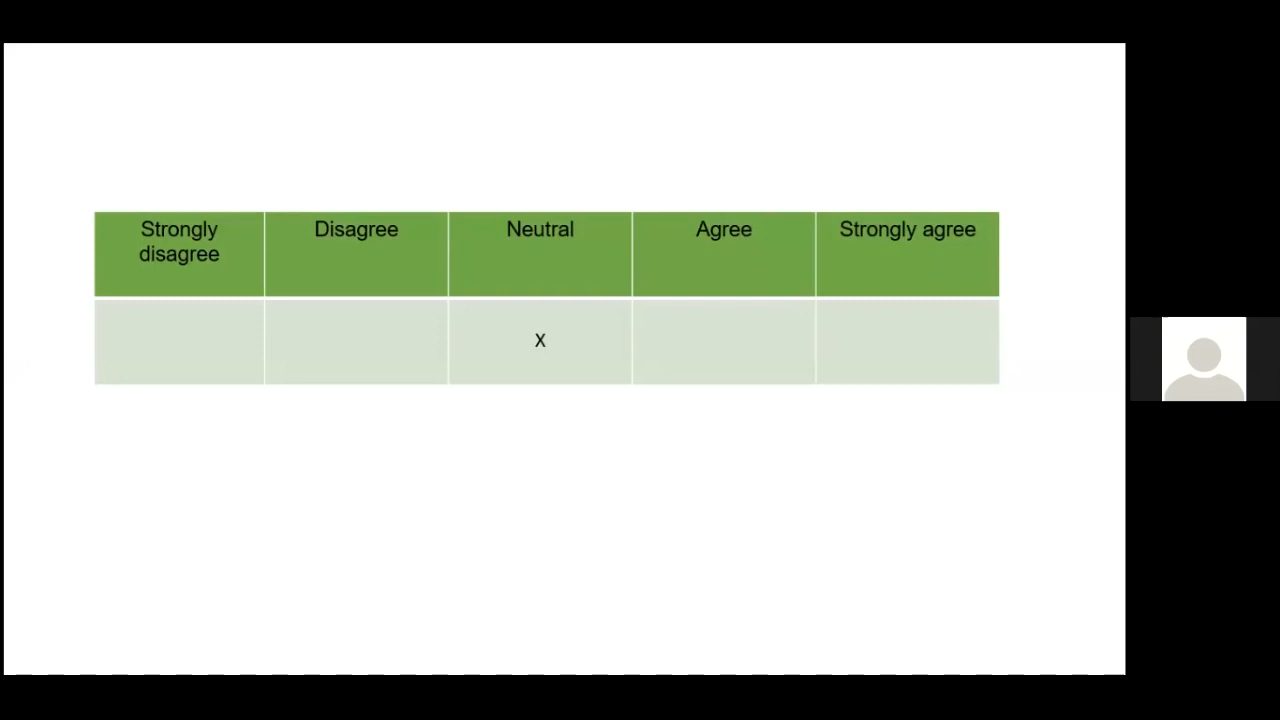 Strongly
disagree
Disagree
Neutral
Agree
Strongly agree
x